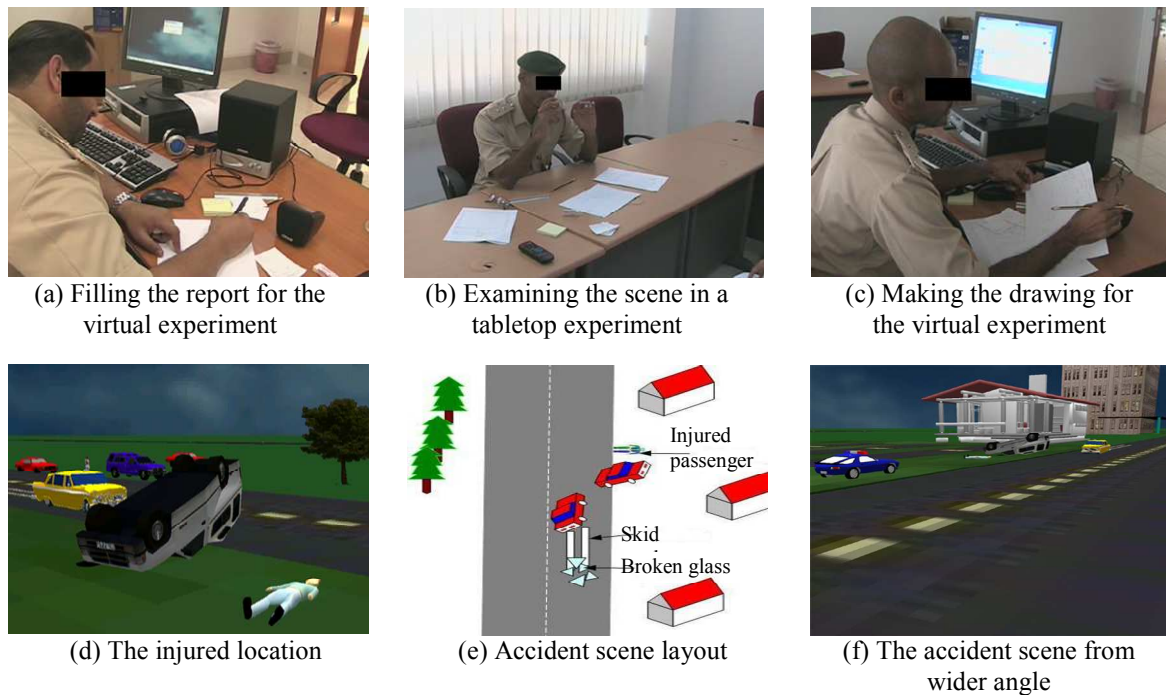 (a) Filling the report for the
virtual experiment
(b) Examining the scene in a
tabletop experiment
(c) Making the drawing for
the virtual experiment
Injured
passenger
Skid
Broken glass
(d) The injured location
(e) Accident scene layout
(f) The accident scene from
wider angle